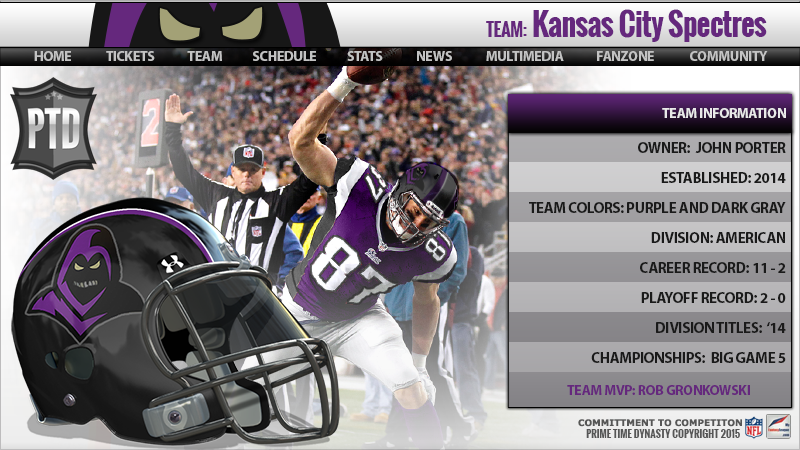 TEAM: Kansas City Spectres
HOME TICKETS TEAM SCHEDULE STATS NEWS MULTIMEDIA FANZONE COMMUNITY
PTD
2
87
87
TEAM INFORMATION
OWNER: JOHN PORTER
ESTABLISHED: 2014
TEAM COLORS: PURPLE AND DARK GRAY
DIVISION: AMERICAN
CAREER RECORD: 11 - 2
PLAYOFF RECORD: 2 - 0
DIVISION TITLES: ‘14
CHAMPIONSHIPS: BIG GAME 5
TEAM MVP: ROB GRONKOWSKI
COMMITTMENT TO COMPETITON
PRIME TIME DYNASTY COPYRIGHT 2015
NFL